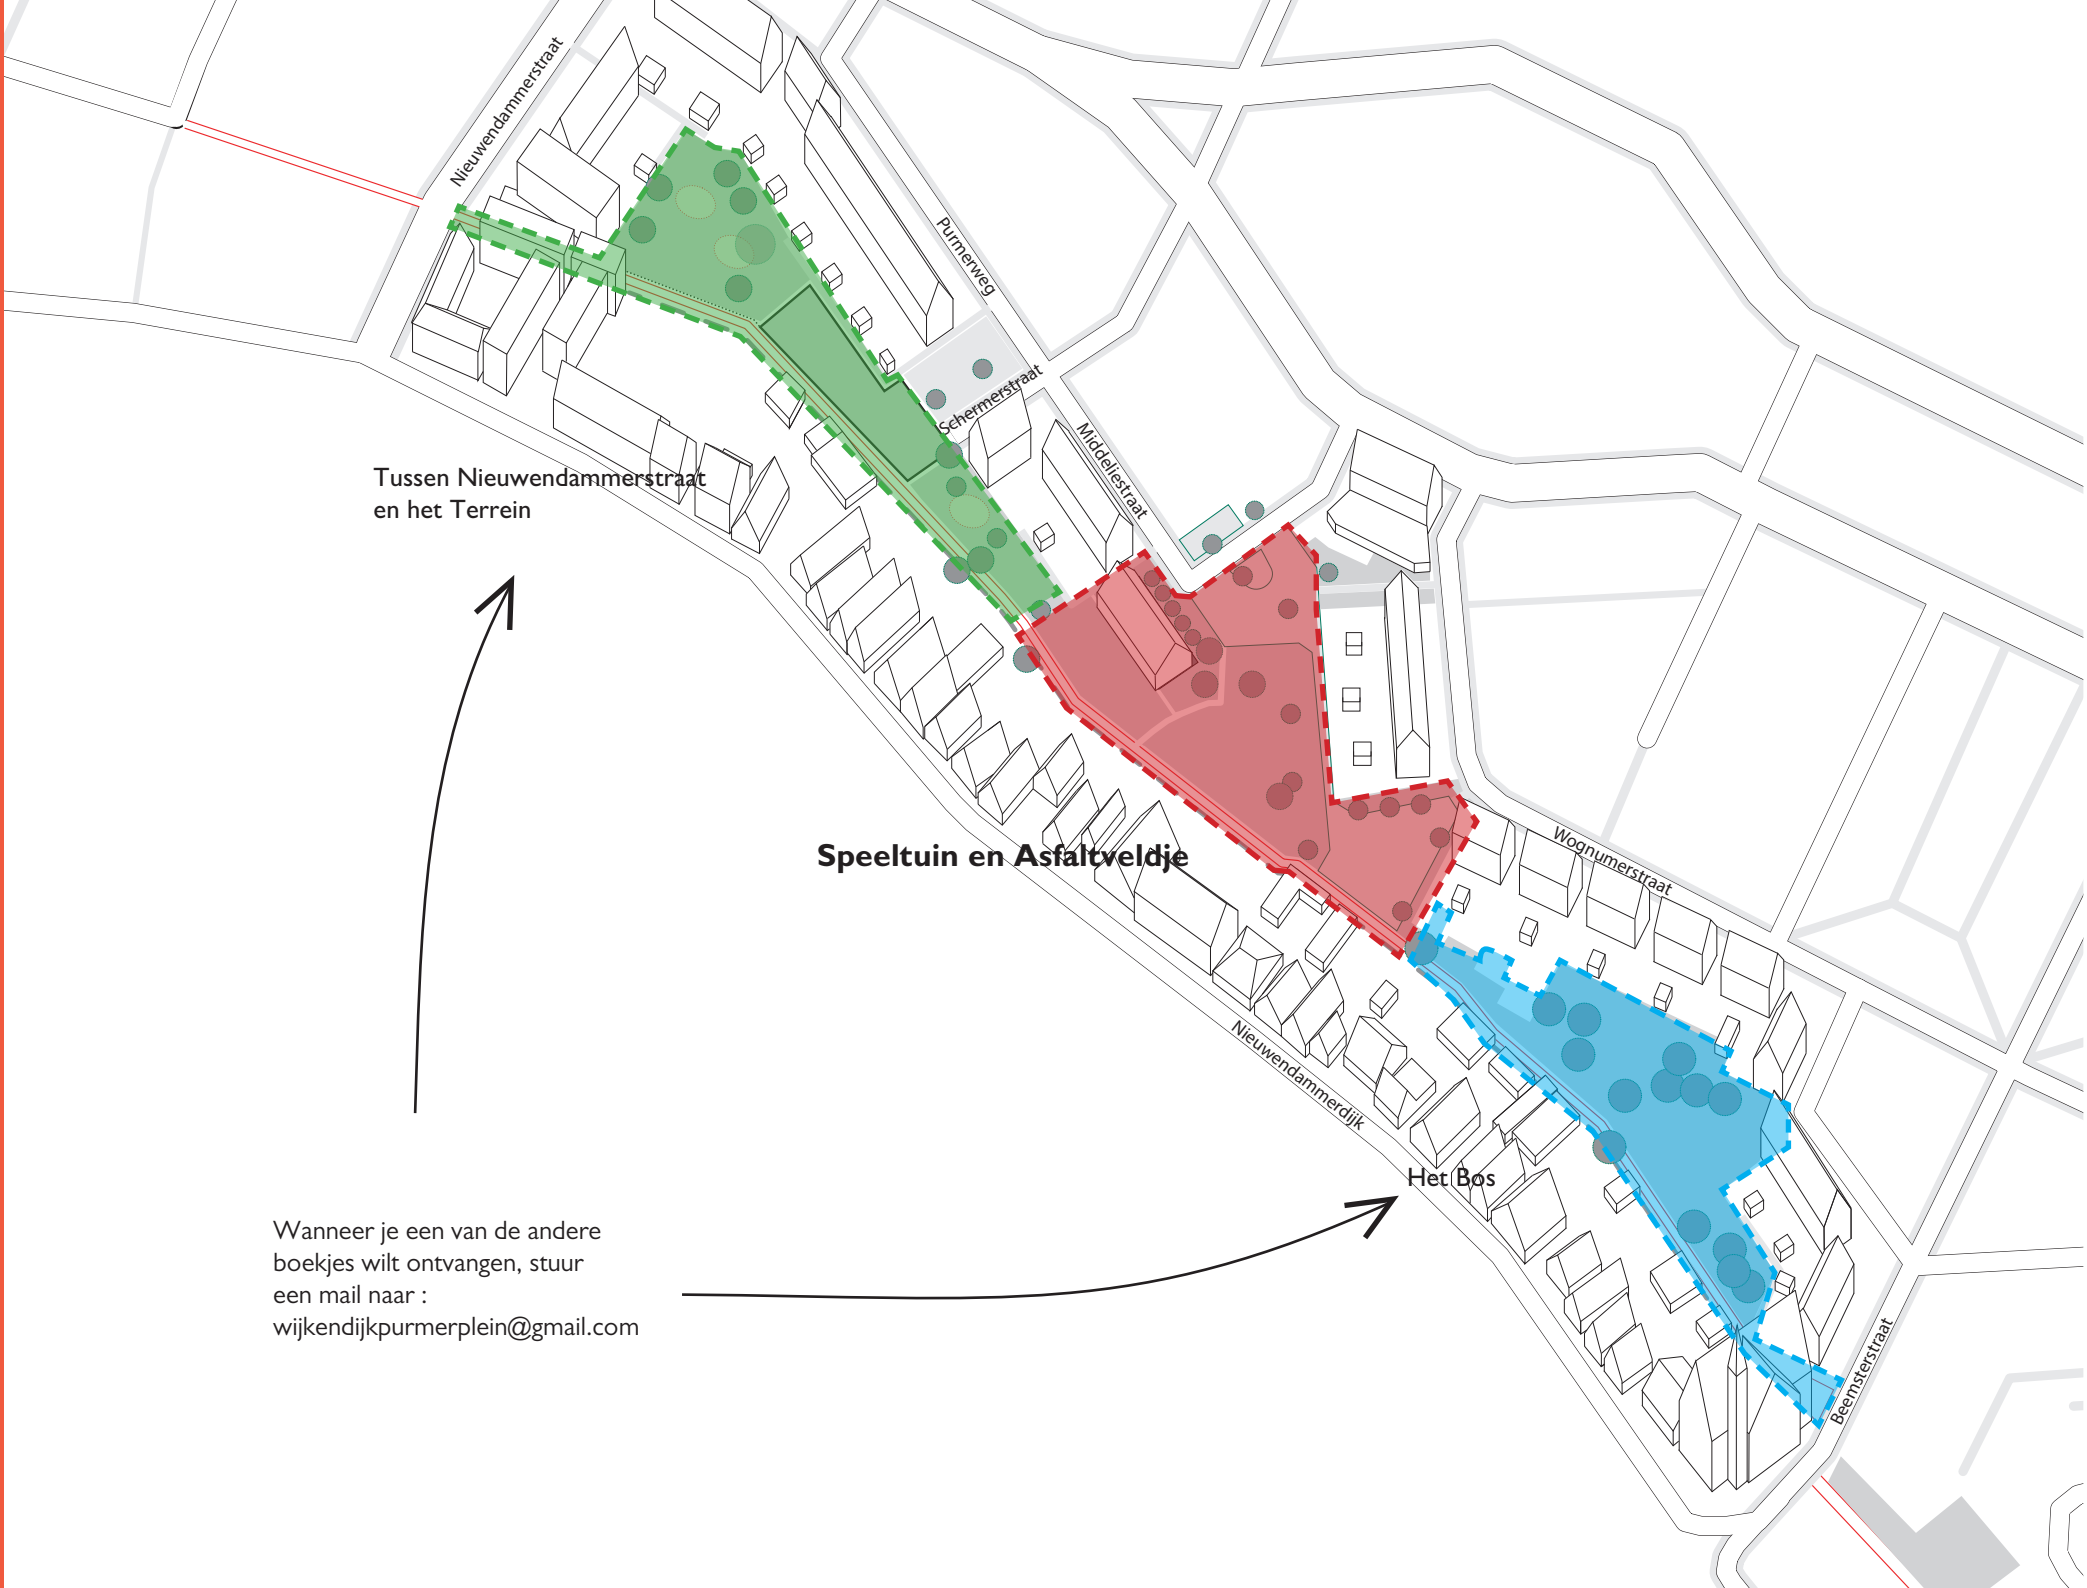 Nieuwendammerstraat
Purmerweg
Schermerstraat
Middeliestraat
Tussen Nieuwendammerstraat
en het Terrein
Speeltuin en Asfaltveldje
Wognumerstraat
Nieuwendammerdijk
Het Bos
Wanneer je een van de andere
boekjes wilt ontvangen, stuur
een mail naar :
wijkendijkpurmerplein@gmail.com
Beemsterstraat